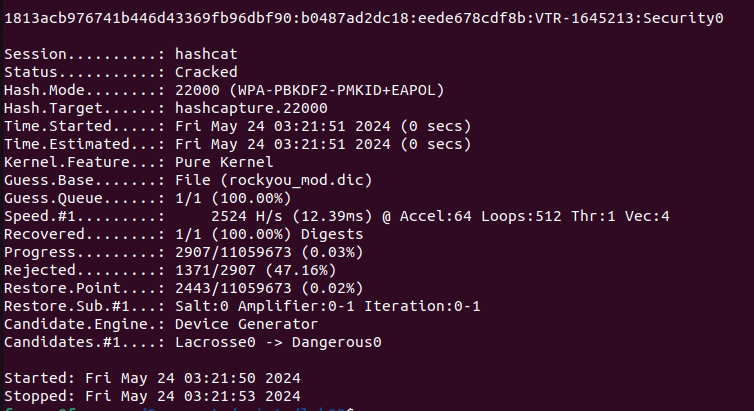 1813acb976741b446d43369fb96dbf90:b0487ad2dc18:eede678cdf8b:VTR-1645213:Security0
Session..........: hashcat
Status...........: Cracked
Hash.Mode........: 22000 (WPA-PBKDF2-PMKID+EAPOL)
Hash.Target......: hashcapture.22000
Time.Started.....: Fri May 24 03:21:51 2024 (0 secs)
Time.Estimated...: Fri May 24 03:21:51 2024 (0 secs)
Kernel.Feature...: Pure Kernel
Guess.Base.......: File (rockyou_mod.dic)
Guess.Queue......: 1/1 (100.00%)
Speed.#1.........:     2524 H/s (12.39ms) @ Accel:64 Loops:512 Thr:1 Vec:4
Recovered........: 1/1 (100.00%) Digests
Progress.........: 2907/11059673 (0.03%)
Rejected.........: 1371/2907 (47.16%)
Restore.Point....: 2443/11059673 (0.02%)
Restore.Sub.#1...: Salt:0 Amplifier:0-1 Iteration:0-1
Candidate.Engine.: Device Generator
Candidates.#1....: Lacrosse0 -> Dangerous0
Started: Fri May 24 03:21:50 2024
Stopped: Fri May 24 03:21:53 2024